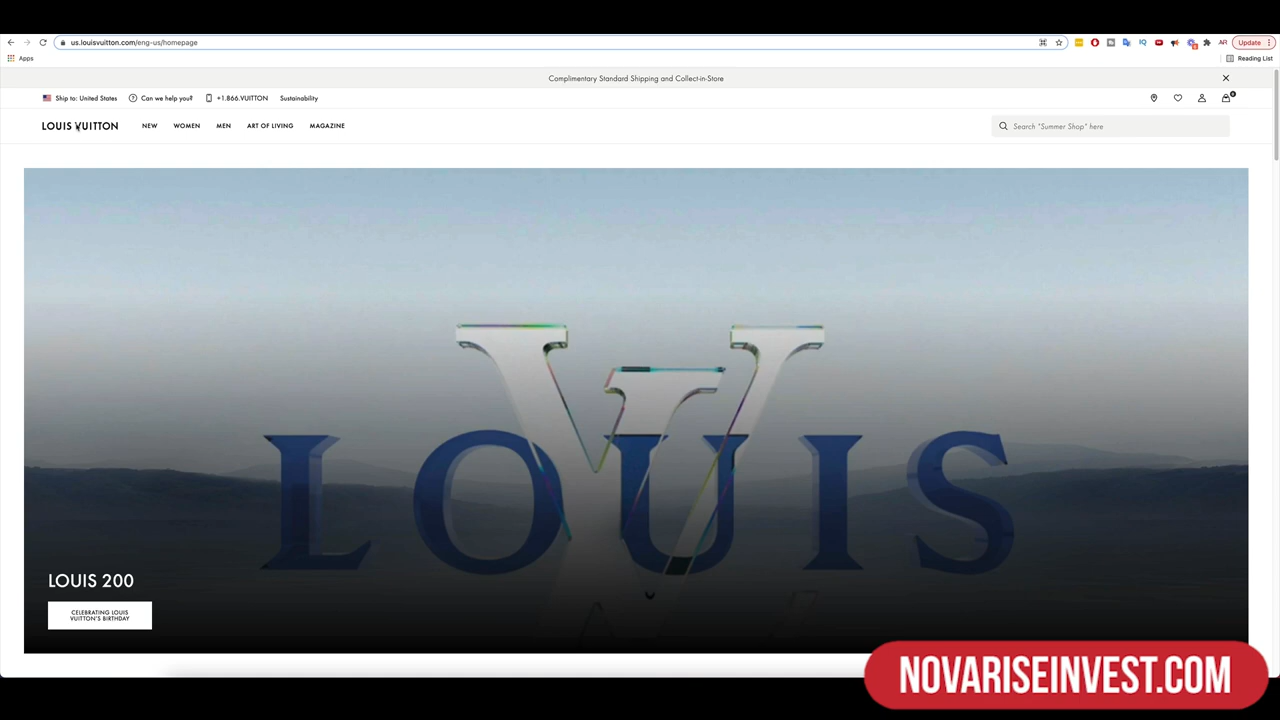 us.louisvuitton.com/eng-us/homepage
Update
Apps
Reading List
Complimentary Standard Shipping and Collect-in-Store
Ship to: United States
Can we help you?
+1.866.VUITTON
Sustainability
LOUIS VUITTON
NEW
WOMEN
MEN
ART OF LIVING
MAGAZINE
Search "Summer Shop" here
LV
LOUIS
LOUIS 200
CELEBRATING LOUIS
VUITTON'S BIRTHDAY
NOVARISEINVEST.COM